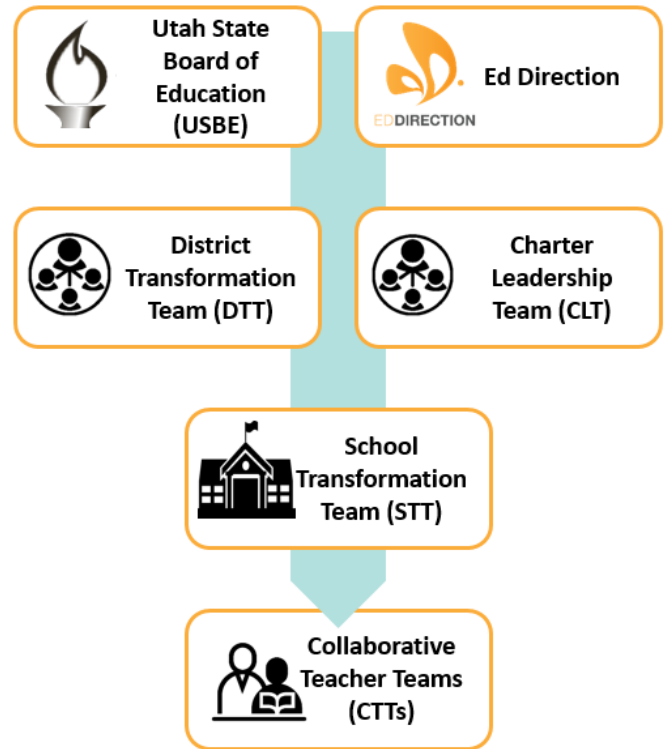 Utah State
Board of
Education
(USBE)
EDDIRECTION
Ed Direction
District
Transformation
Team (DTT)
Charter
Leadership
Team (CLT)
School
Transformation
Team (STT)
Collaborative
Teacher Teams
(CTTs)